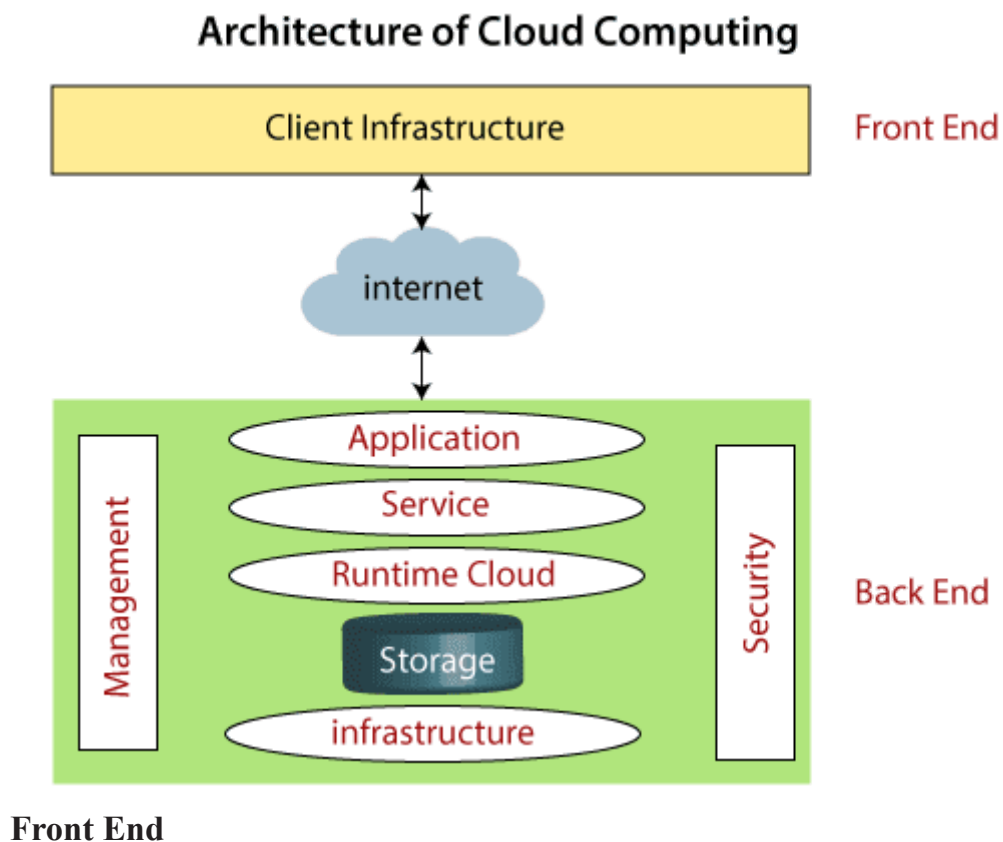 Architecture of Cloud Computing
Client Infrastructure
Front End
internet
Application
Service
Runtime Cloud
Storage
infrastructure
Management
Security
Back End
Front End